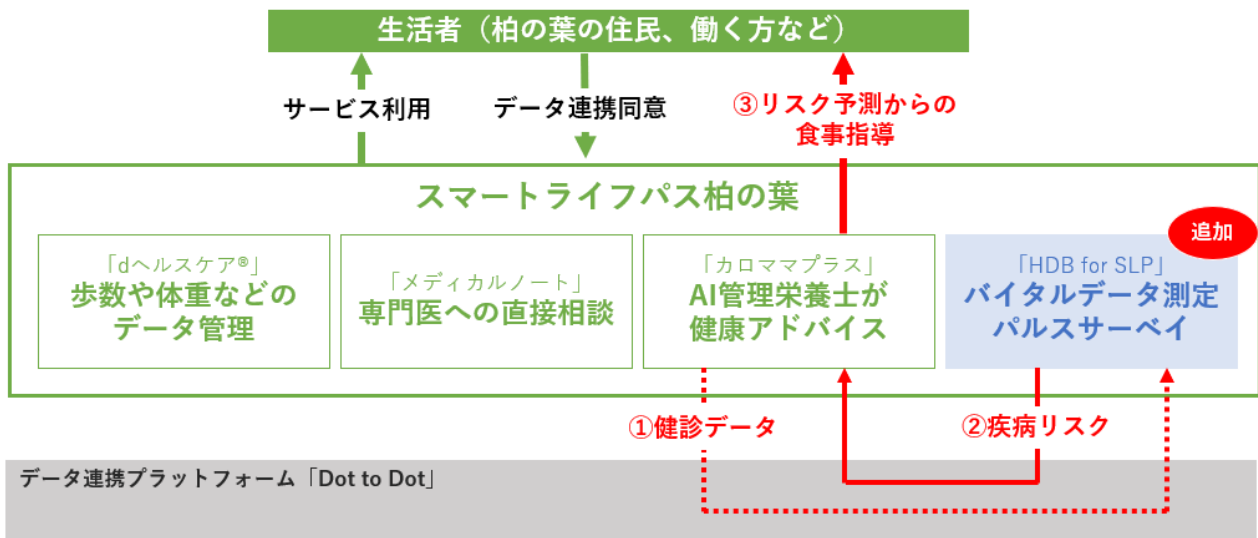 生活者（柏の葉の住民、働く方など）
サービス利用
データ連携同意
③リスク予測からの
食事指導
スマートライフパス柏の葉
追加
「dヘルスケア®」
歩数や体重などの
データ管理
「メディカルノート」
専門医への直接相談
「カロママプラス」
AI管理栄養士が
健康アドバイス
「HDB for SLP」
バイタルデータ測定
パルスサーベイ
①健診データ
②疾病リスク
データ連携プラットフォーム「Dot to Dot」